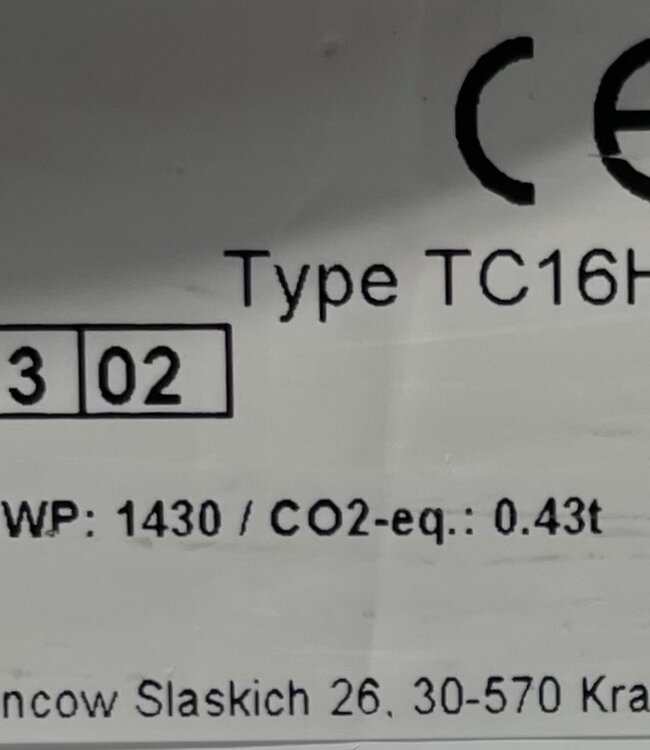 CE
Type TC16H
3 02
WP: 1430 / CO2-eq.: 0.43t
ncow Slaskich 26, 30-570 Kra